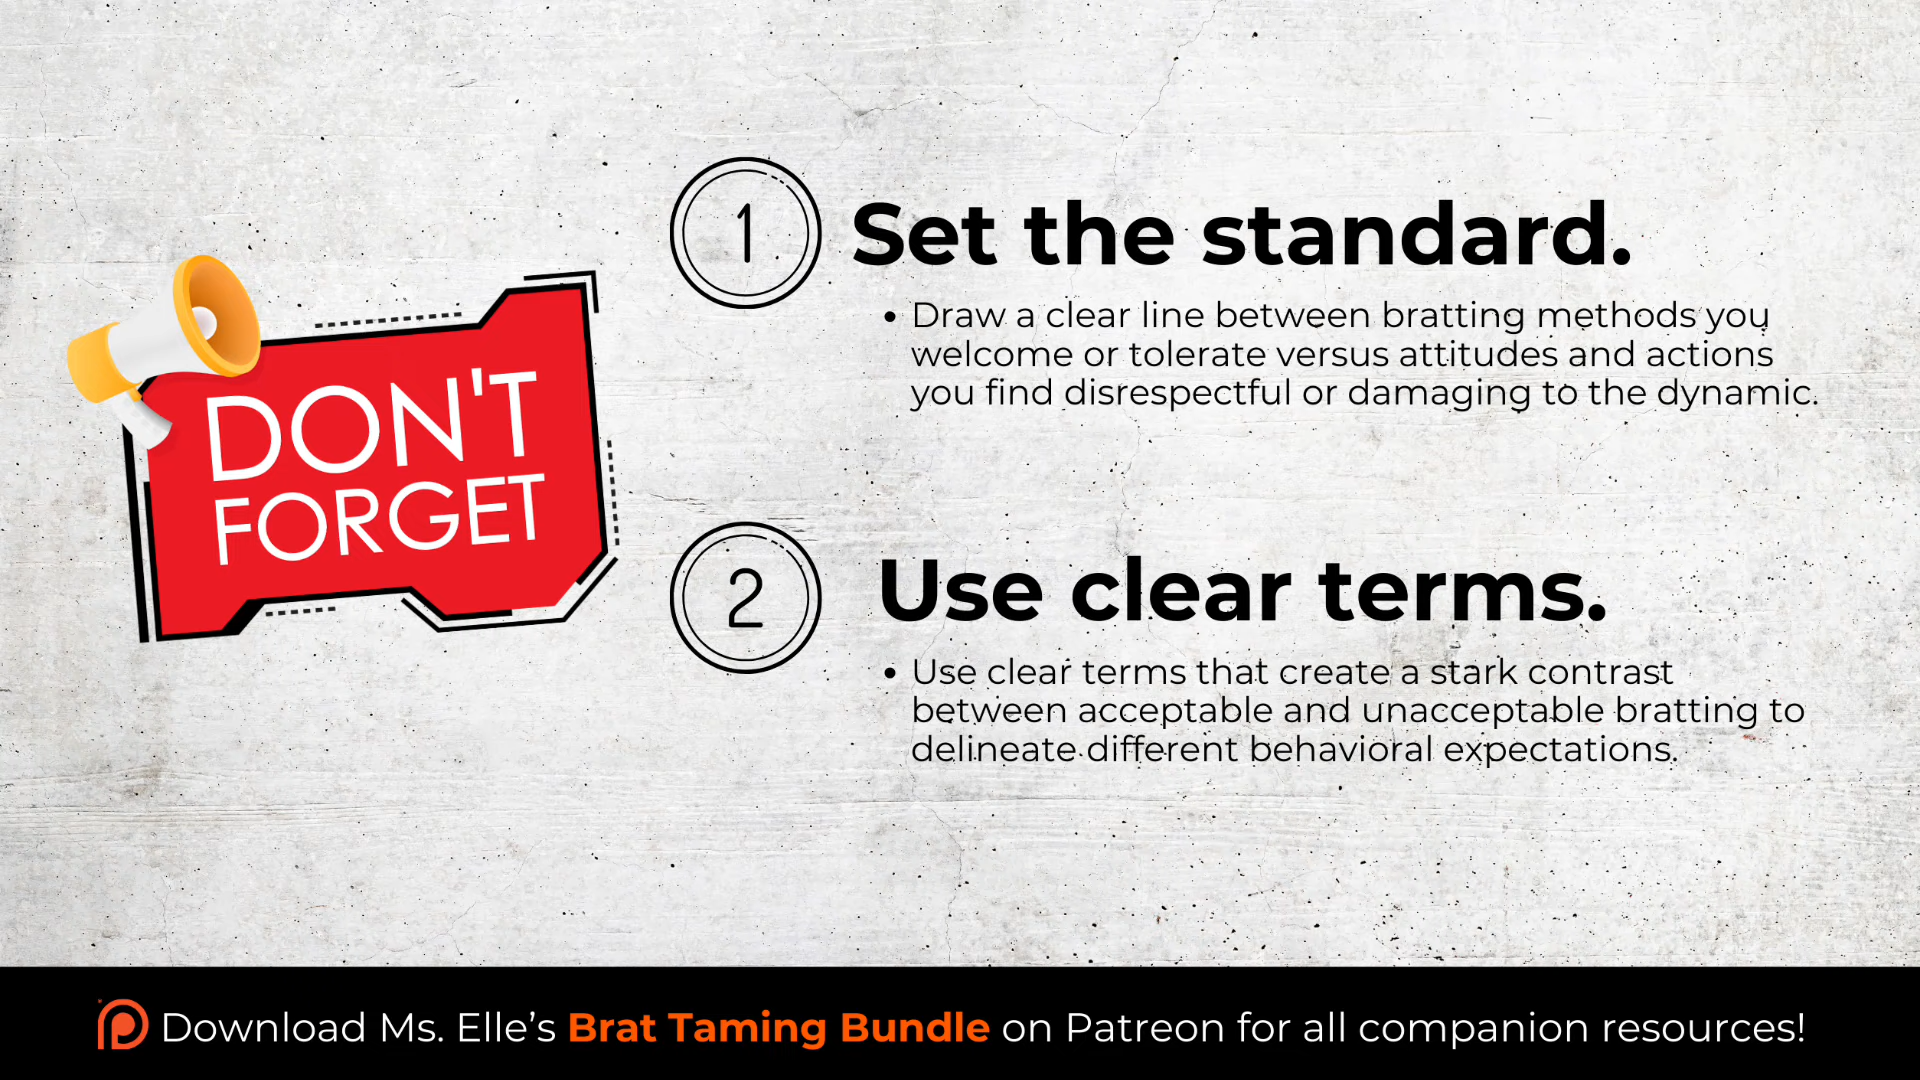 DON'T
FORGET
1
Set the standard.
• Draw a clear line between bratting methods you
welcome or tolerate versus attitudes and actions
you find disrespectful or damaging to the dynamic.
2
Use clear terms.
• Use clear terms that create a stark contrast
between acceptable and unacceptable bratting to
delineate different behavioral expectations.
Download Ms. Elle’s Brat Taming Bundle on Patreon for all companion resources!